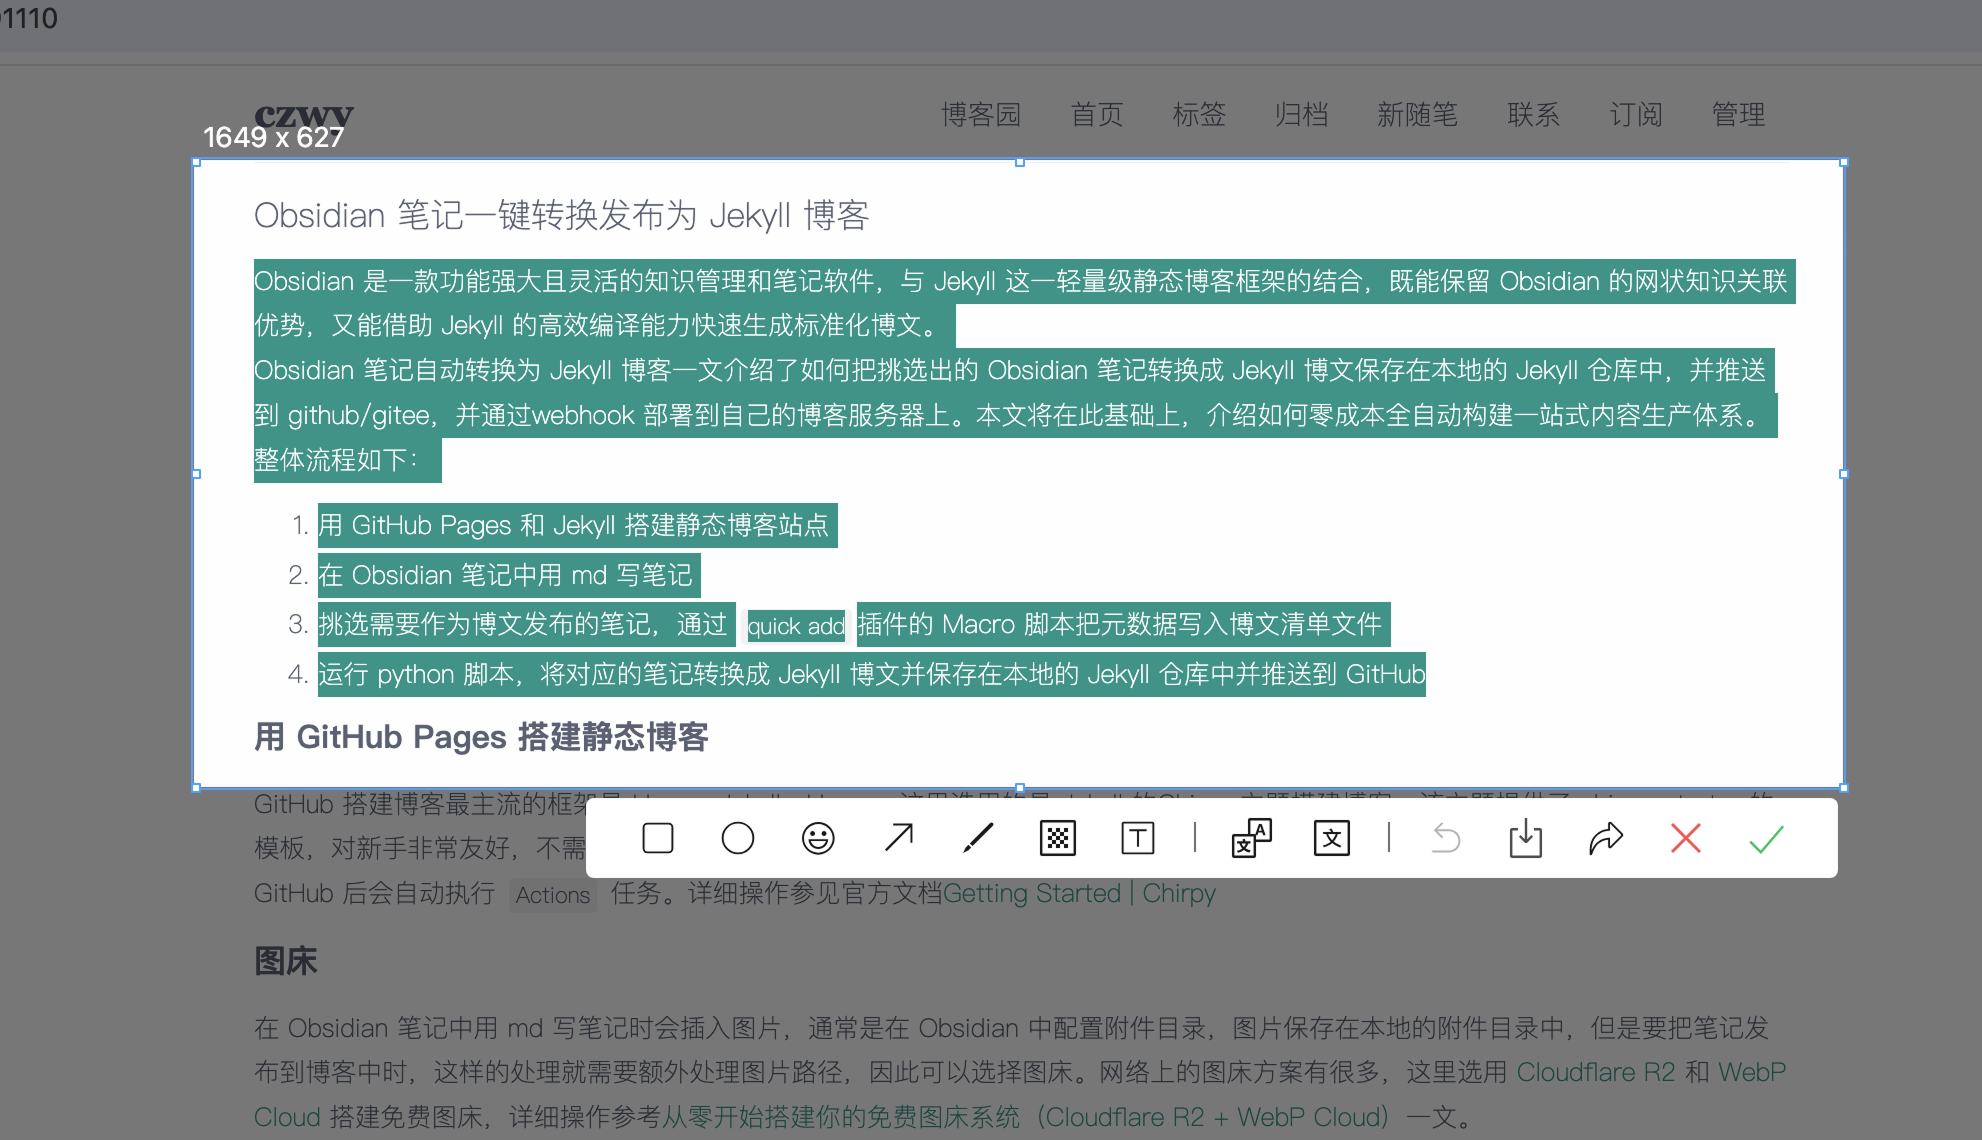 1110
czwy
博客园 首页 标签 归档 新随笔 联系 订阅 管理
1649 x 627
Obsidian 笔记一键转换发布为 Jekyll 博客
Obsidian 是一款功能强大且灵活的知识管理和笔记软件，与 Jekyll 这一轻量级静态博客框架的结合，既能保留 Obsidian 的网状知识关联
优势，又能借助 Jekyll 的高效编译能力快速生成标准化博文。
Obsidian 笔记自动转换为 Jekyll 博客一文介绍了如何把挑选出的 Obsidian 笔记转换成 Jekyll 博文保存在本地的 Jekyll 仓库中，并推送
到 github/gitee，并通过webhook 部署到自己的博客服务器上。本文将在此基础上，介绍如何零成本全自动构建一站式内容生产体系。
整体流程如下：
1. 用 GitHub Pages 和 Jekyll 搭建静态博客站点
2. 在 Obsidian 笔记中用 md 写笔记
3. 挑选需要作为博文发布的笔记，通过 quick add 插件的 Macro 脚本把元数据写入博文清单文件
4. 运行 python 脚本，将对应的笔记转换成 Jekyll 博文并保存在本地的 Jekyll 仓库中并推送到 GitHub
用 GitHub Pages 搭建静态博客
GitHub 搭建博客最主流的框架是
模板，对新手非常友好，不需
T 文 A 文
GitHub 后会自动执行 Actions 任务。详细操作参见官方文档Getting Started | Chirpy
图床
在 Obsidian 笔记中用 md 写笔记时会插入图片，通常是在 Obsidian 中配置附件目录，图片保存在本地的附件目录中，但是要把笔记发
布到博客中时，这样的处理就需要额外处理图片路径，因此可以选择图床。网络上的图床方案有很多，这里选用 Cloudflare R2 和 WebP
Cloud 搭建免费图床，详细操作参考从零开始搭建你的免费图床系统（Cloudflare R2 + WebP Cloud）一文。